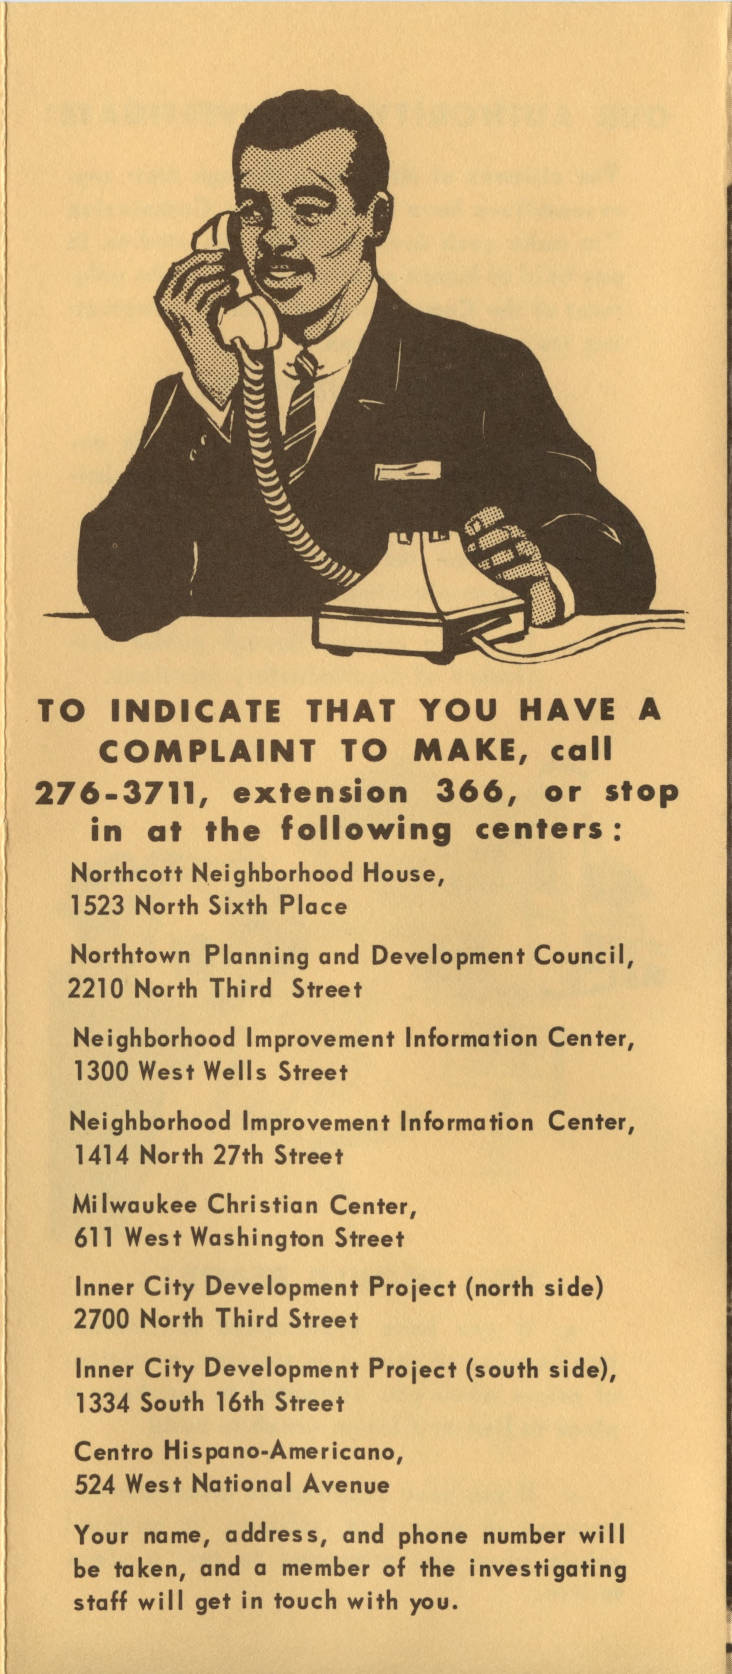 TO INDICATE THAT YOU HAVE A
COMPLAINT TO MAKE, call
276-3711, extension 366, or stop
in at the following centers:
Northcott Neighborhood House,
1523 North Sixth Place
Northtown Planning and Development Council,
2210 North Third Street
Neighborhood Improvement Information Center,
1300 West Wells Street
Neighborhood Improvement Information Center,
1414 North 27th Street
Milwaukee Christian Center,
611 West Washington Street
Inner City Development Project (north side)
2700 North Third Street
Inner City Development Project (south side),
1334 South 16th Street
Centro Hispano-Americano,
524 West National Avenue
Your name, address, and phone number will
be taken, and a member of the investigating
staff will get in touch with you.